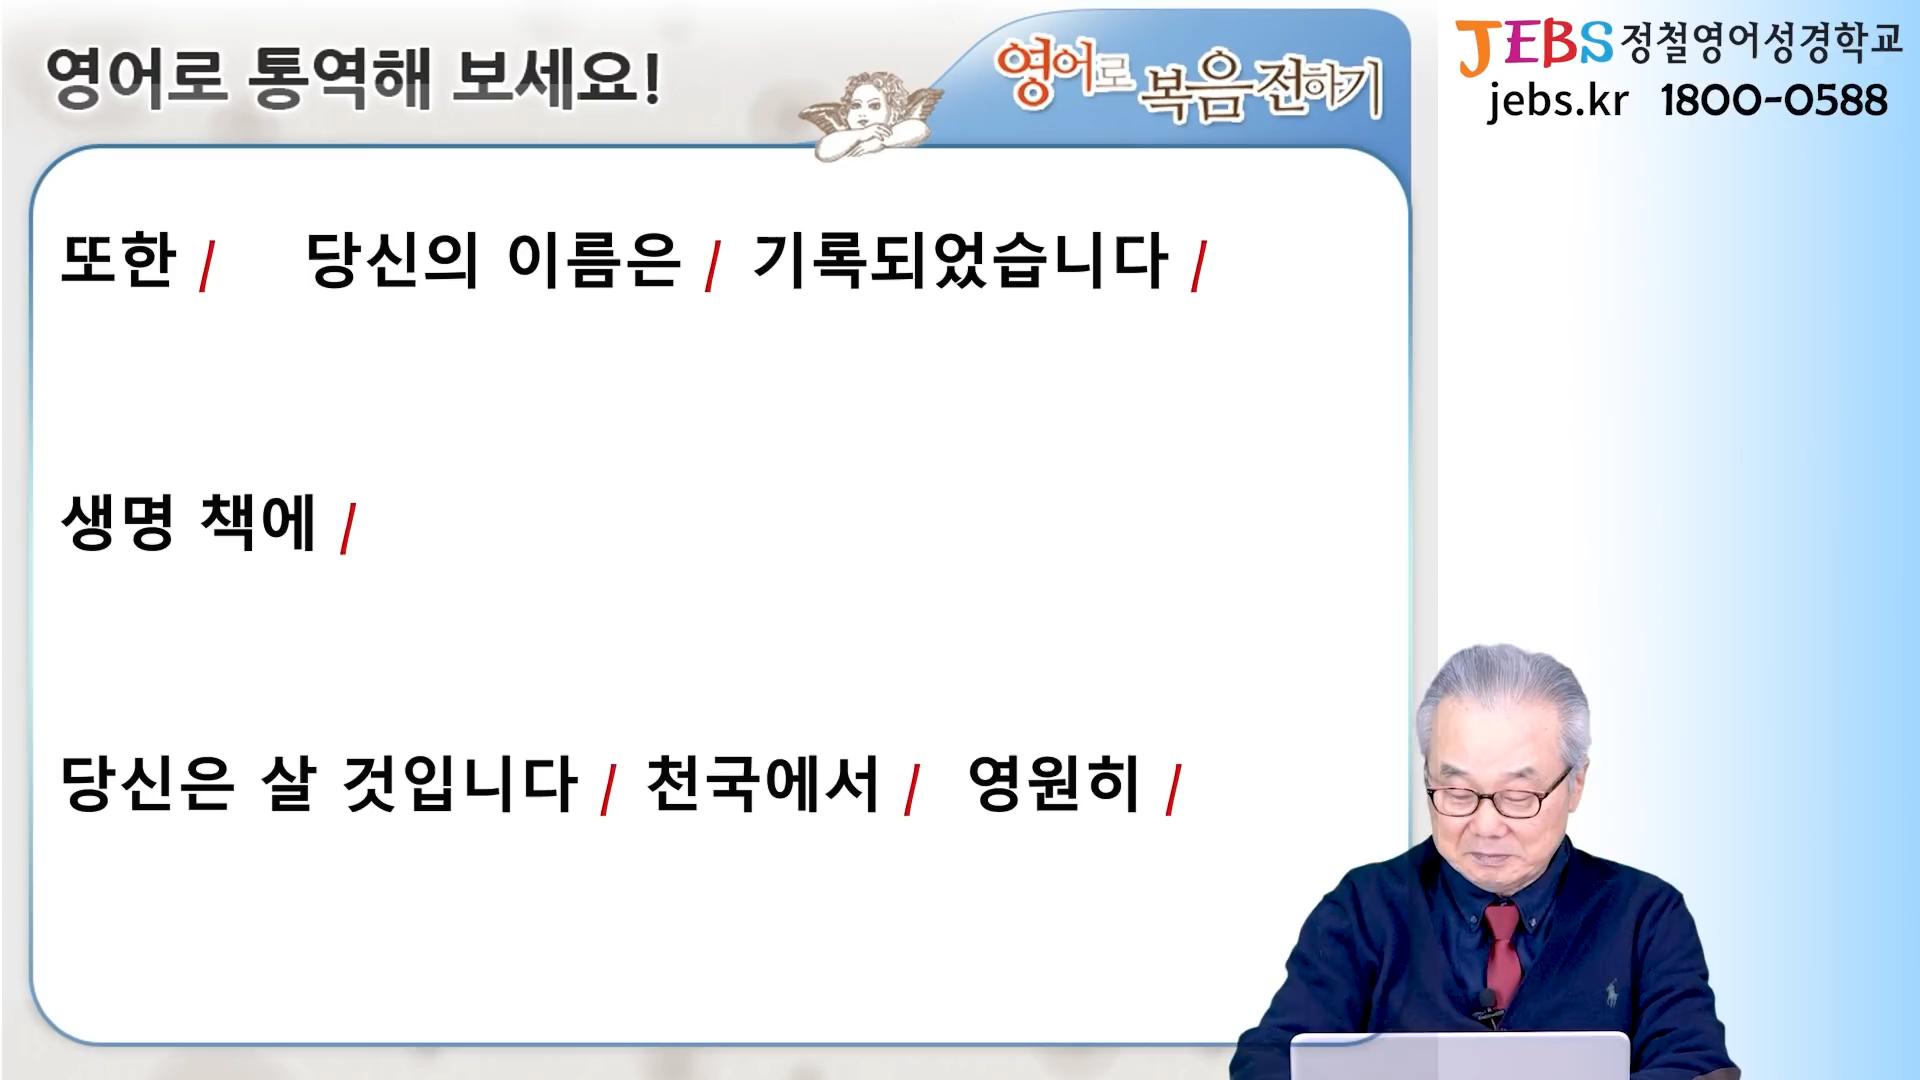 영어로 통역해 보세요!
영어로 복음전하기
JEBS 정철영어성경학교
jebs.kr 1800-0588
또한 / 당신의 이름은 / 기록되었습니다 /
생명 책에 /
당신은 살 것입니다 / 천국에서 / 영원히 /